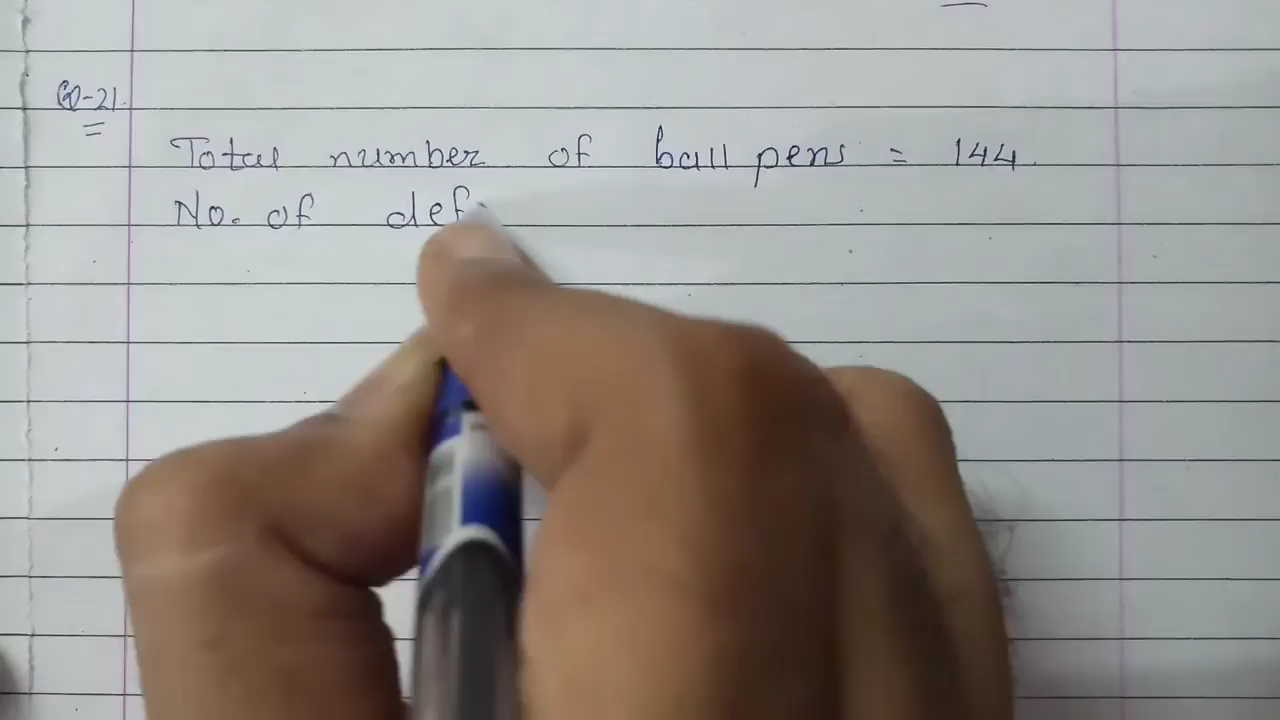 Q-21.
Total number of ball pens = 144.
No. of def